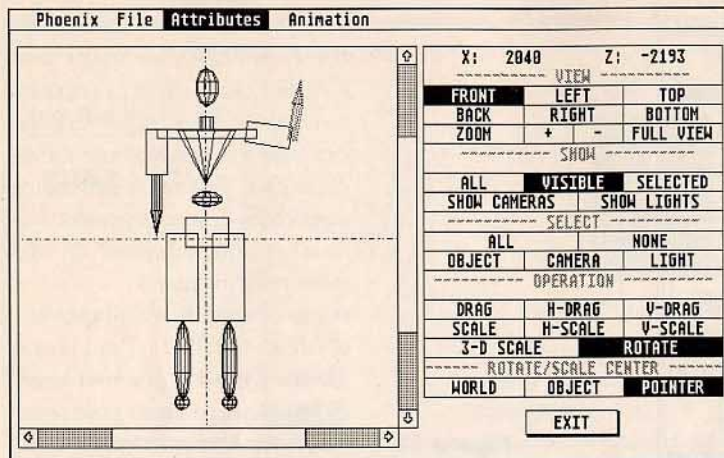 Phoenix File Attributes Animation
X: 2040 Z: -2193
VIEW
FRONT LEFT TOP
BACK RIGHT BOTTOM
ZOOM + - FULL VIEW
SHOW
ALL VISIBLE SELECTED
SHOW CAMERAS SHOW LIGHTS
SELECT
ALL NONE
OBJECT CAMERA LIGHT
OPERATION
DRAG H-DRAG V-DRAG
SCALE H-SCALE V-SCALE
3-D SCALE ROTATE
ROTATE/SCALE CENTER
WORLD OBJECT POINTER
EXIT